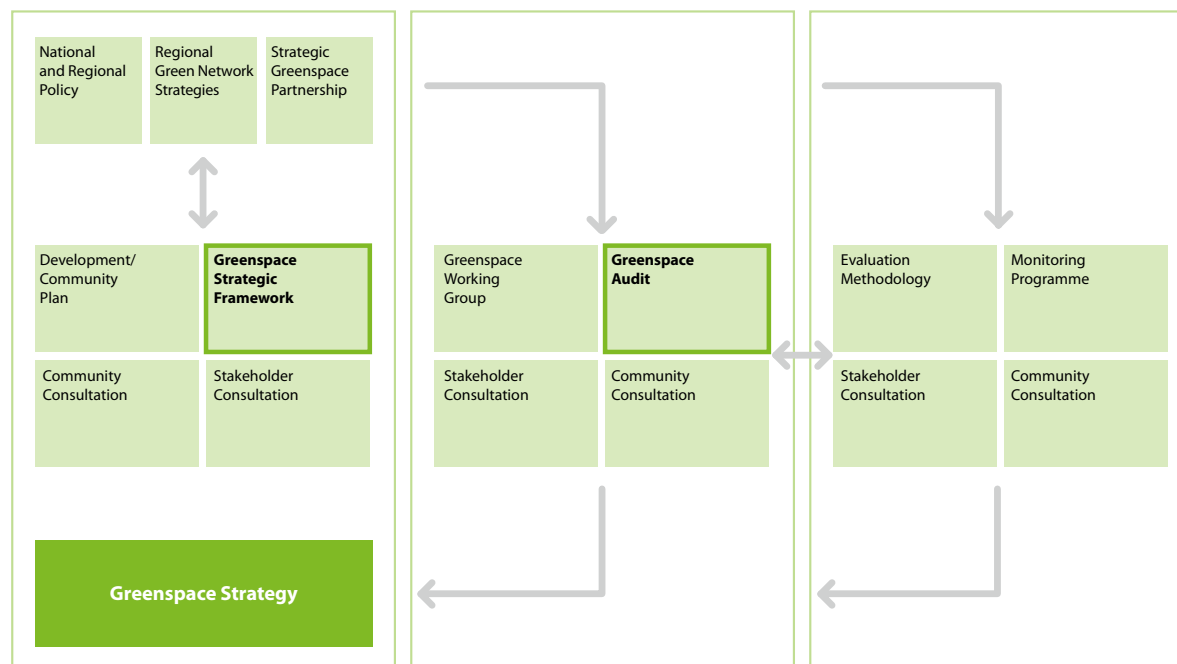 National
and Regional
Policy
Regional
Green Network
Strategies
Strategic
Greenspace
Partnership
Development/
Community
Plan
Greenspace
Strategic
Framework
Community
Consultation
Stakeholder
Consultation
Greenspace Strategy
Greenspace
Working
Group
Greenspace
Audit
Stakeholder
Consultation
Community
Consultation
Evaluation
Methodology
Monitoring
Programme
Stakeholder
Consultation
Community
Consultation